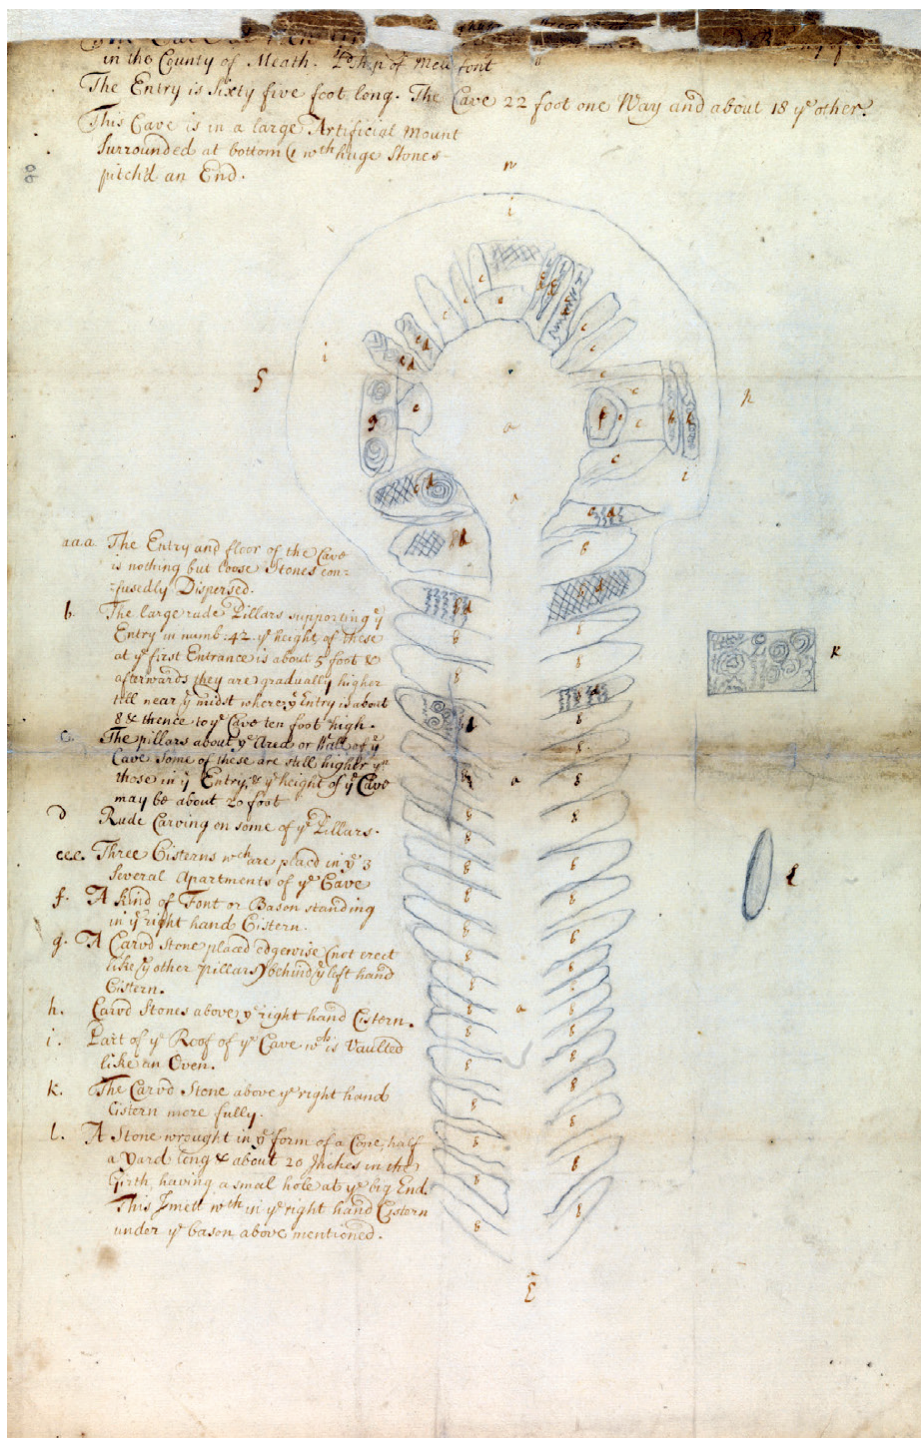 in the County of Meath. Ldship of Mellifont
The Entry is Sixty five foot long. The Cave 22 foot one Way and about 18 yᵉ other.
This Cave is in a large Artificial Mount
Surrounded at bottom wᵗʰ huge Stones
pitch'd an End.
90
n
i
S
h
aaa. The Entry and floor of the Cave
is nothing but loose Stones con:
:fusedly Dispersed.
b. The large rude Pillars supporting yᵉ
Entry in numb: 42. yᵉ height of these
at yᵉ first Entrance is about 5 foot &
afterwards they are gradually higher
till near yᵉ midst where yᵉ Entry is about
8 & thence to yᵉ Cave ten foot high.
c. The pillars about yᵉ Area or Wall of yᵉ
Cave some of these are still higher yⁿ
those in yᵉ Entry, & yᵉ height of yᵉ Cave
may be about 20 foot
D Rude Carving on some of yᵉ Pillars.
eee. Three Cisterns wᶜʰ are placd in yᵉ 3
several Apartments of yᵉ Cave
f. A kind of Font or Bason standing
in yᵉ right hand Cistern.
g. A Carvd Stone placed edgewise (not erect
like yᵉ other pillars) behind yᵉ left hand
Cistern.
h. Carvd Stones above yᵉ right hand Cistern.
i. Part of yᵉ Roof of yᵉ Cave wᶜʰ is Vaulted
like an Oven.
k. The Carvd Stone above yᵉ right hand
Cistern more fully.
l. A Stone wrought in yᵉ form of a Cone, half
a Yard long & about 20 Inches in the
Girth, having a smal hole at yᵉ big End.
This I mett wᵗʰ in yᵉ right hand Cistern
under yᵉ bason above mentioned.
k
l
E